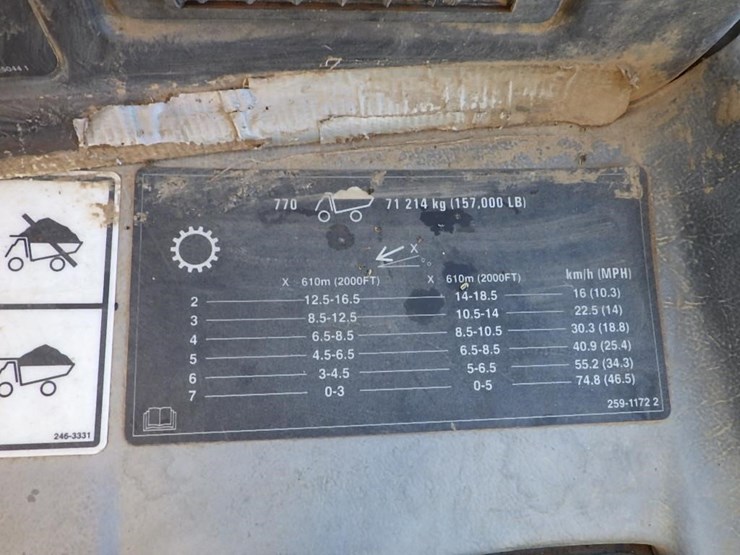 5044 1
770 71 214 kg (157,000 LB)
X
X 610m (2000FT) X 610m (2000FT) km/h (MPH)
2 12.5-16.5 14-18.5 16 (10.3)
3 8.5-12.5 10.5-14 22.5 (14)
4 6.5-8.5 8.5-10.5 30.3 (18.8)
5 4.5-6.5 6.5-8.5 40.9 (25.4)
6 3-4.5 5-6.5 55.2 (34.3)
7 0-3 0-5 74.8 (46.5)
259-1172 2
246-3331